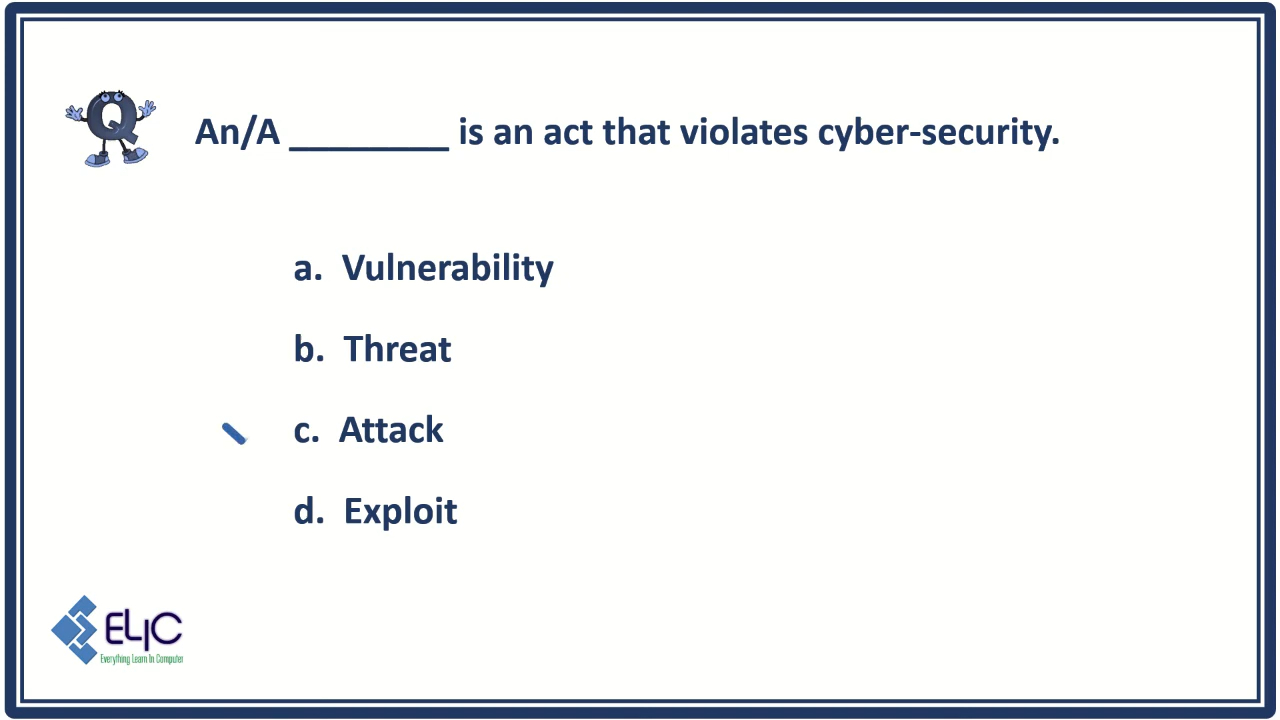 An/A ________ is an act that violates cyber-security.
a. Vulnerability
b. Threat
c. Attack
d. Exploit
ELIC
Everything Learn In Computer